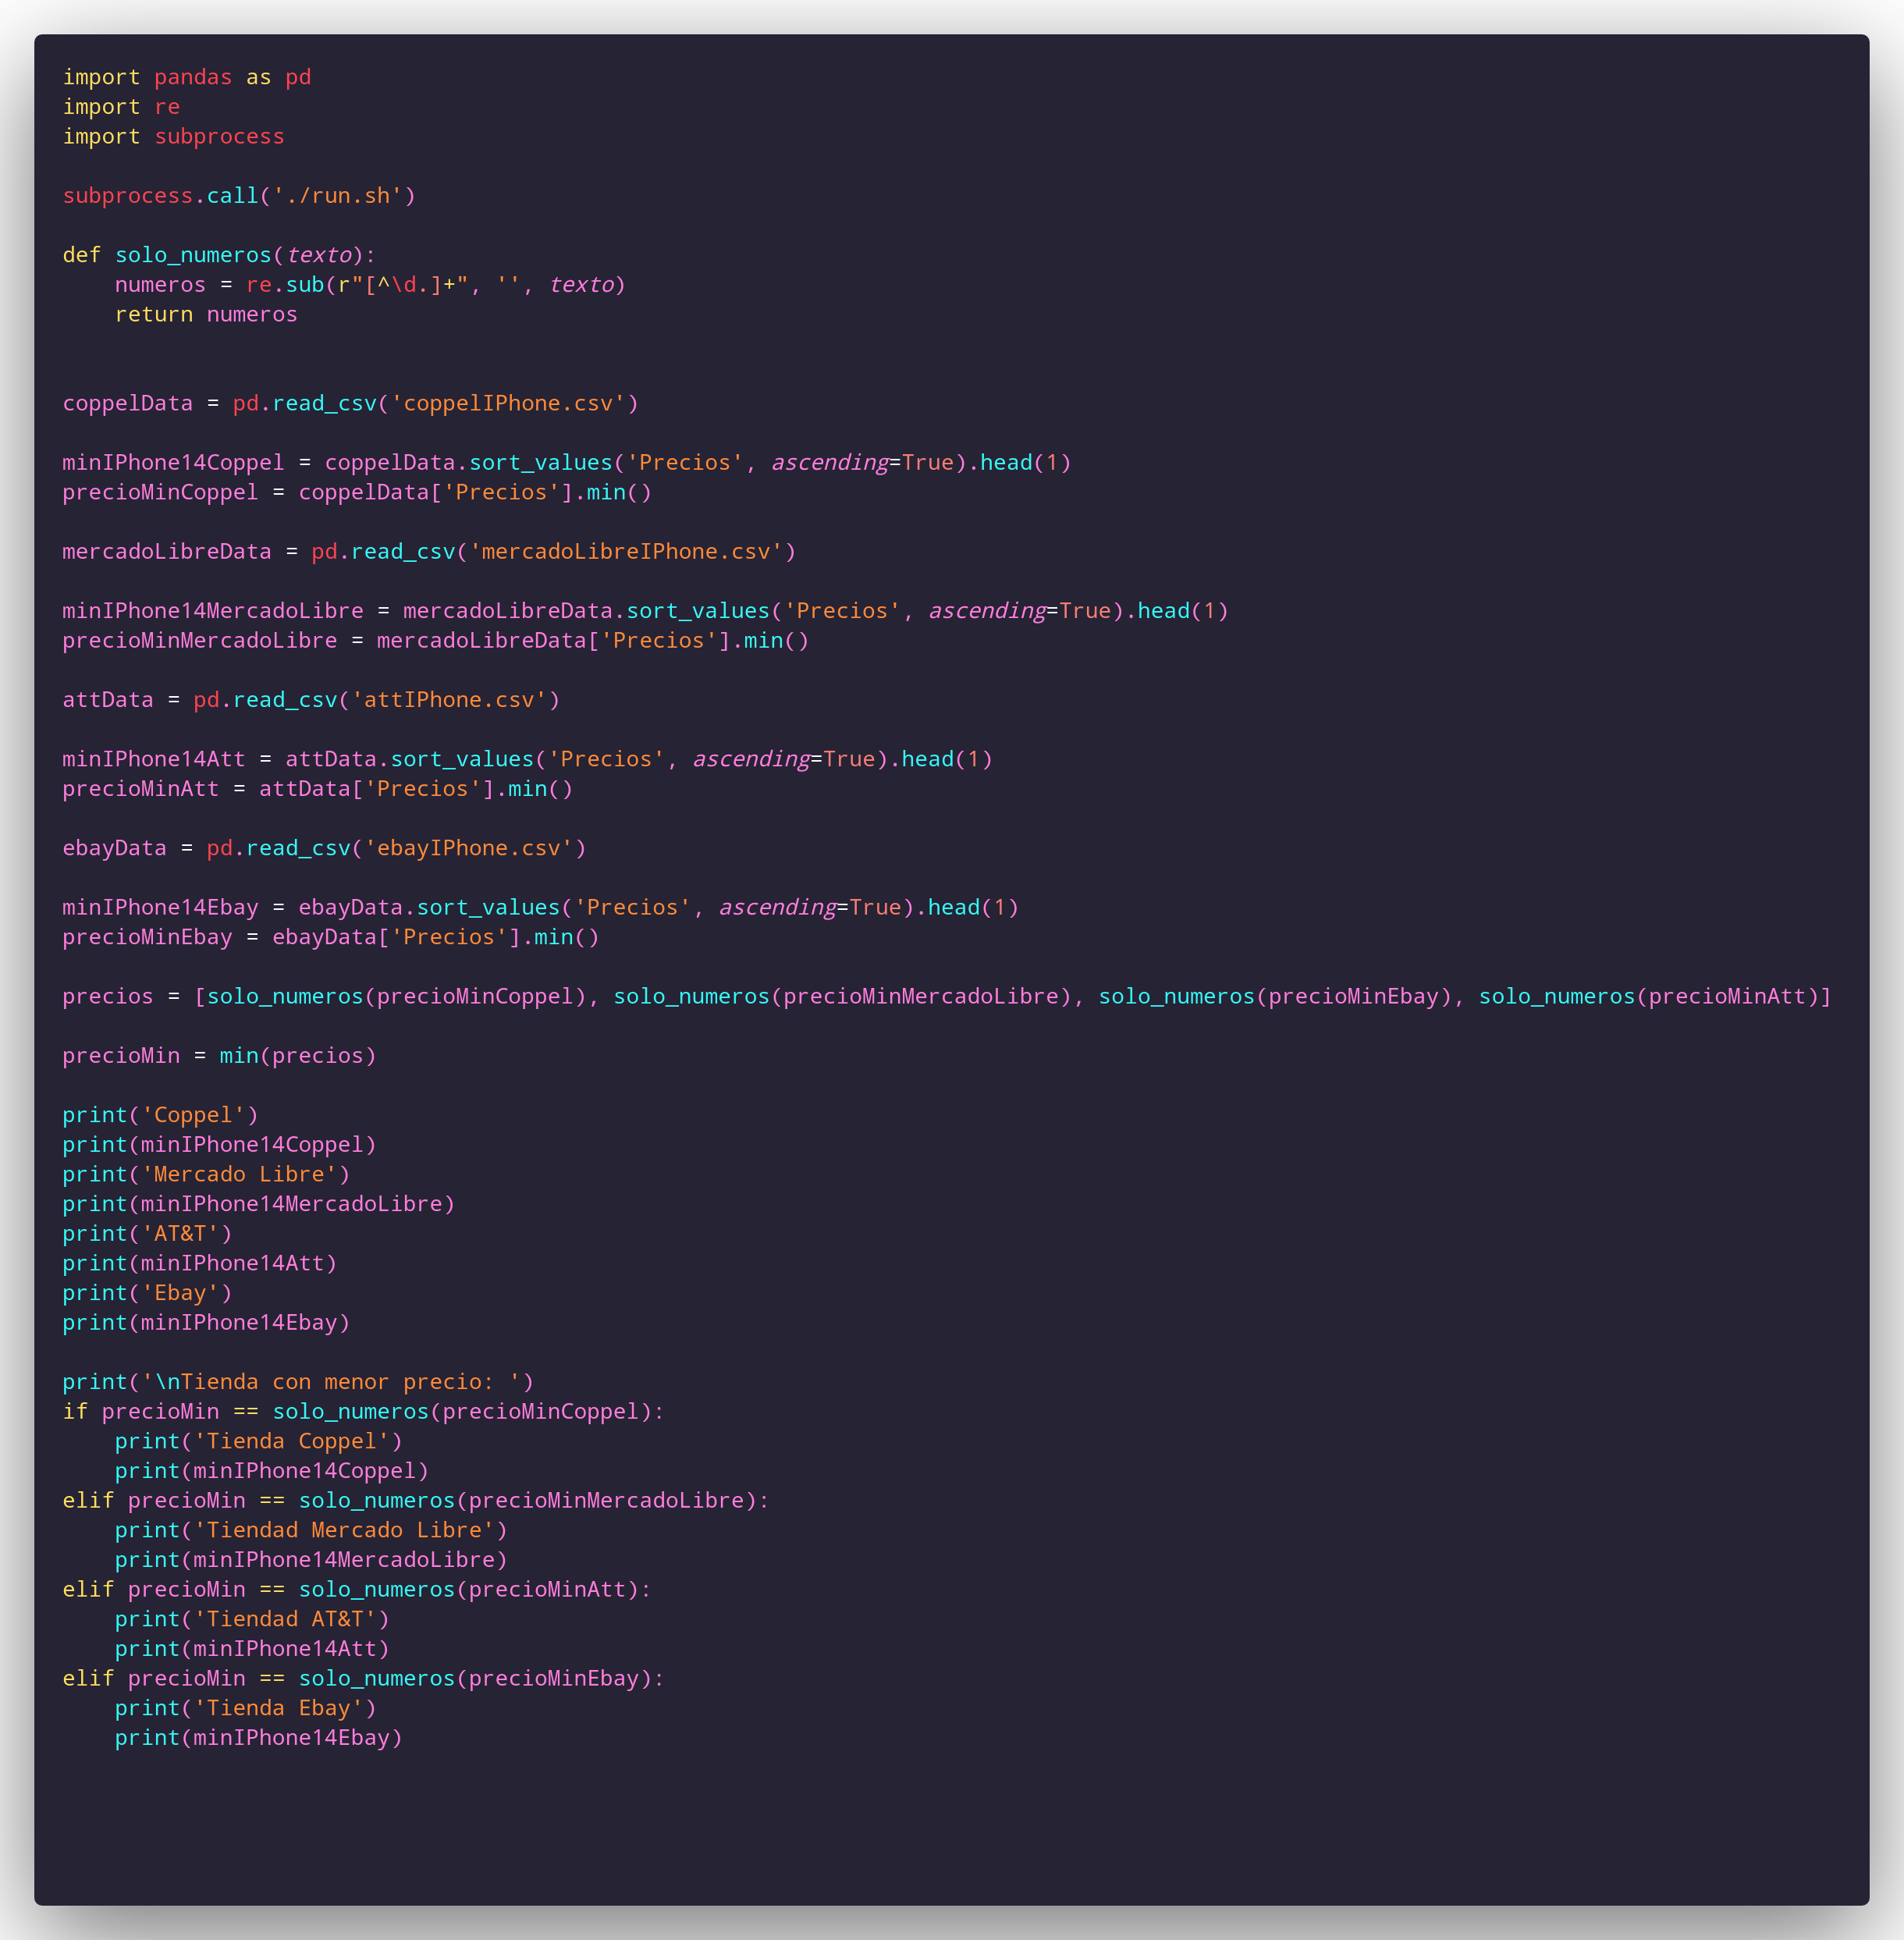 import pandas as pd
import re
import subprocess

subprocess.call('./run.sh')

def solo_numeros(texto):
    numeros = re.sub(r"[^\d.]+", '', texto)
    return numeros


coppelData = pd.read_csv('coppelIPhone.csv')

minIPhone14Coppel = coppelData.sort_values('Precios', ascending=True).head(1)
precioMinCoppel = coppelData['Precios'].min()

mercadoLibreData = pd.read_csv('mercadoLibreIPhone.csv')

minIPhone14MercadoLibre = mercadoLibreData.sort_values('Precios', ascending=True).head(1)
precioMinMercadoLibre = mercadoLibreData['Precios'].min()

attData = pd.read_csv('attIPhone.csv')

minIPhone14Att = attData.sort_values('Precios', ascending=True).head(1)
precioMinAtt = attData['Precios'].min()

ebayData = pd.read_csv('ebayIPhone.csv')

minIPhone14Ebay = ebayData.sort_values('Precios', ascending=True).head(1)
precioMinEbay = ebayData['Precios'].min()

precios = [solo_numeros(precioMinCoppel), solo_numeros(precioMinMercadoLibre), solo_numeros(precioMinEbay), solo_numeros(precioMinAtt)]

precioMin = min(precios)

print('Coppel')
print(minIPhone14Coppel)
print('Mercado Libre')
print(minIPhone14MercadoLibre)
print('AT&T')
print(minIPhone14Att)
print('Ebay')
print(minIPhone14Ebay)

print('\nTienda con menor precio: ')
if precioMin == solo_numeros(precioMinCoppel):
    print('Tienda Coppel')
    print(minIPhone14Coppel)
elif precioMin == solo_numeros(precioMinMercadoLibre):
    print('Tiendad Mercado Libre')
    print(minIPhone14MercadoLibre)
elif precioMin == solo_numeros(precioMinAtt):
    print('Tiendad AT&T')
    print(minIPhone14Att)
elif precioMin == solo_numeros(precioMinEbay):
    print('Tienda Ebay')
    print(minIPhone14Ebay)